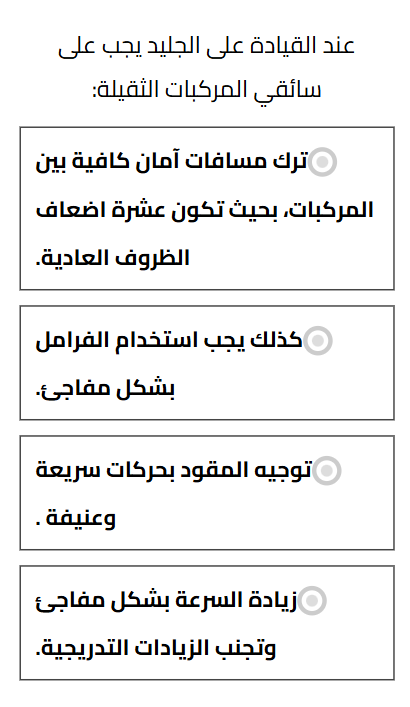 عند القيادة على الجليد يجب على
سائقي المركبات الثقيلة:
ترك مسافات آمان كافية بين
المركبات، بحيث تكون عشرة اضعاف
الظروف العادية.
كذلك يجب استخدام الفرامل
بشكل مفاجئ.
توجيه المقود بحركات سريعة
وعنيفة .
زيادة السرعة بشكل مفاجئ
وتجنب الزيادات التدريجية.